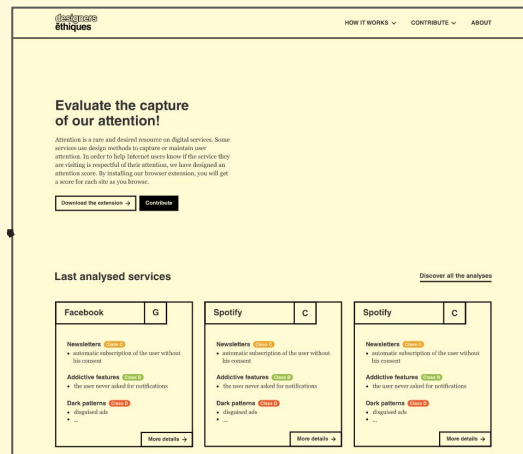 designers
éthiques
HOW IT WORKS
CONTRIBUTE
ABOUT
Evaluate the capture
of our attention!
Attention is a rare and desired resource on digital services. Some
services use design methods to capture or maintain user
attention. In order to help Internet users know if the service they
are visiting is respectful of their attention, we have designed an
attention score. By installing our browser extension, you will get
a score for each site as you browse.
Download the extension →
Contribute
Last analysed services
Discover all the analyses
Facebook G
Newsletters Class C
• automatic subscription of the user without
his consent
Addictive features Class B
• the user never asked for notifications
Dark patterns Class D
• disguised ads
• ...
More details →
Spotify C
Newsletters Class C
• automatic subscription of the user without
his consent
Addictive features Class B
• the user never asked for notifications
Dark patterns Class D
• disguised ads
• ...
More details →
Spotify C
Newsletters Class C
• automatic subscription of the user without
his consent
Addictive features Class B
• the user never asked for notifications
Dark patterns Class D
• disguised ads
• ...
More details →